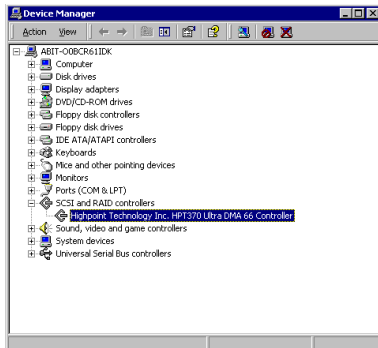 Device Manager
Action View
ABIT-O0BCR61IDK
Computer
Disk drives
Display adapters
DVD/CD-ROM drives
Floppy disk controllers
Floppy disk drives
IDE ATA/ATAPI controllers
Keyboards
Mice and other pointing devices
Monitors
Ports (COM & LPT)
SCSI and RAID controllers
Highpoint Technology Inc. HPT370 Ultra DMA 66 Controller
Sound, video and game controllers
System devices
Universal Serial Bus controllers